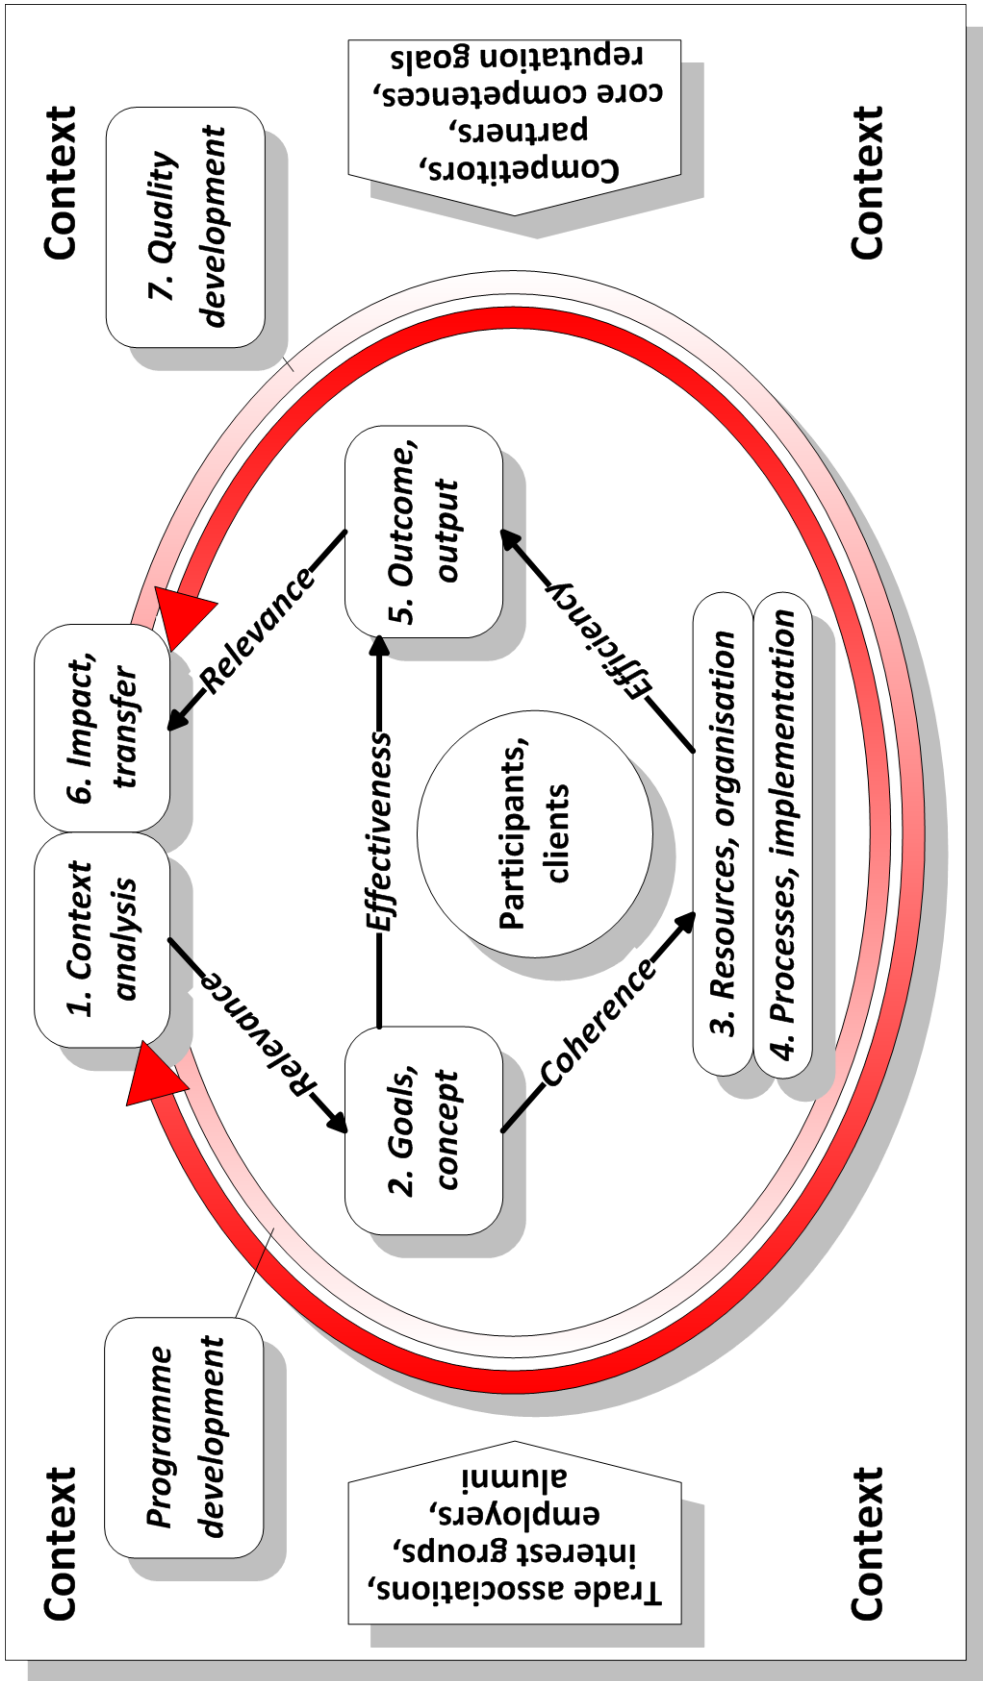 Context
Context
Programme
development
7. Quality
development
1. Context
analysis
6. Impact,
transfer
Relevance
Relevance
2. Goals,
concept
Effectiveness
5. Outcome,
output
Trade associations,
interest groups,
employers,
alumni
Participants,
clients
Competitors,
partners,
core competences,
reputation goals
Coherence
Efficiency
3. Resources, organisation
4. Processes, implementation
Context
Context